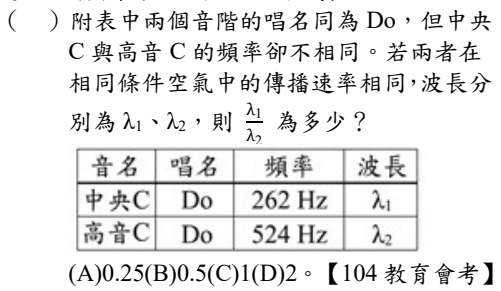 (　) 附表中兩個音階的唱名同為 Do，但中央
C 與高音 C 的頻率卻不相同。若兩者在
相同條件空氣中的傳播速率相同，波長分
別為 λ₁、λ₂，則 λ₁/λ₂ 為多少？
音名 唱名 頻率 波長
中央C Do 262 Hz λ₁
高音C Do 524 Hz λ₂
(A)0.25(B)0.5(C)1(D)2。【104 教育會考】